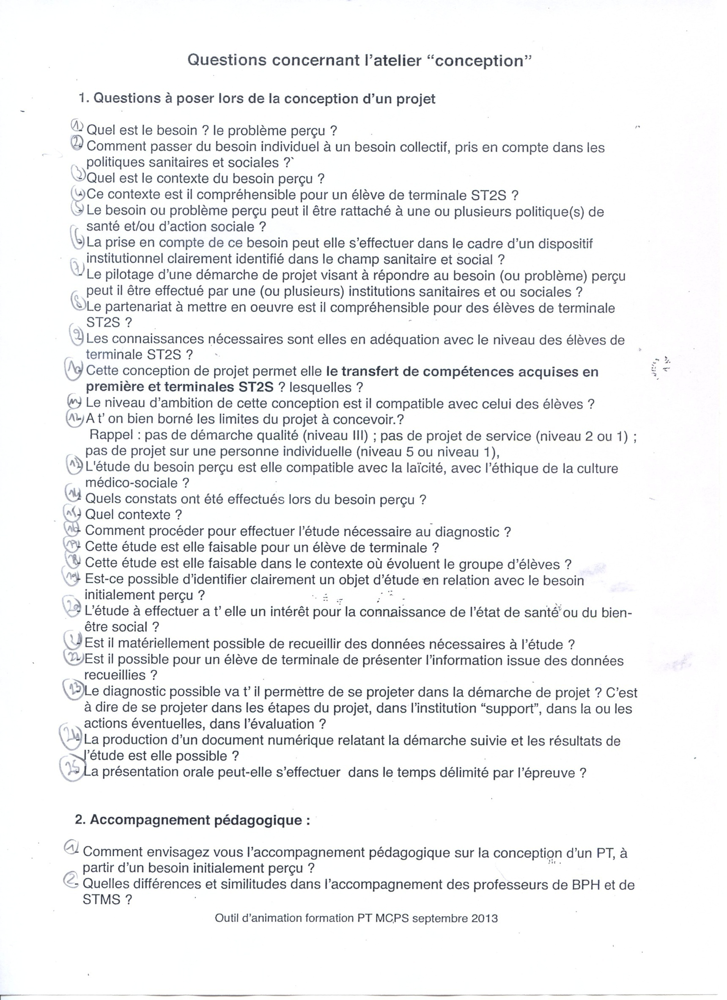 Questions concernant l’atelier “conception”
1. Questions à poser lors de la conception d’un projet
1 - Quel est le besoin ? le problème perçu ?
2 - Comment passer du besoin individuel à un besoin collectif, pris en compte dans les
politiques sanitaires et sociales ?`
3 - Quel est le contexte du besoin perçu ?
4 - Ce contexte est il compréhensible pour un élève de terminale ST2S ?
5 - Le besoin ou problème perçu peut il être rattaché à une ou plusieurs politique(s) de
santé et/ou d’action sociale ?
6 - La prise en compte de ce besoin peut elle s’effectuer dans le cadre d’un dispositif
institutionnel clairement identifié dans le champ sanitaire et social ?
7 - Le pilotage d’une démarche de projet visant à répondre au besoin (ou problème) perçu
peut il être effectué par une (ou plusieurs) institutions sanitaires et ou sociales ?
8 - Le partenariat à mettre en oeuvre est il compréhensible pour des élèves de terminale
ST2S ?
9 - Les connaissances nécessaires sont elles en adéquation avec le niveau des élèves de
terminale ST2S ?
10 - Cette conception de projet permet elle le transfert de compétences acquises en
première et terminales ST2S ? lesquelles ?
11 - Le niveau d’ambition de cette conception est il compatible avec celui des élèves ?
12 - A t’ on bien borné les limites du projet à concevoir.?
Rappel : pas de démarche qualité (niveau III) ; pas de projet de service (niveau 2 ou 1) ;
pas de projet sur une personne individuelle (niveau 5 ou niveau 1),
13 - L'étude du besoin perçu est elle compatible avec la laïcité, avec l’éthique de la culture
médico-sociale ?
14 - Quels constats ont été effectués lors du besoin perçu ?
15 - Quel contexte ?
16 - Comment procéder pour effectuer l’étude nécessaire au diagnostic ?
17 - Cette étude est elle faisable pour un élève de terminale ?
18 - Cette étude est elle faisable dans le contexte où évoluent le groupe d’élèves ?
19 - Est-ce possible d’identifier clairement un objet d’étude en relation avec le besoin
initialement perçu ?
20 - L’étude à effectuer a t’ elle un intérêt pour la connaissance de l’état de santé ou du bien-
être social ?
21 - Est il matériellement possible de recueillir des données nécessaires à l’étude ?
22 - Est il possible pour un élève de terminale de présenter l’information issue des données
recueillies ?
23 - Le diagnostic possible va t’ il permettre de se projeter dans la démarche de projet ? C’est
à dire de se projeter dans les étapes du projet, dans l’institution “support”, dans la ou les
actions éventuelles, dans l’évaluation ?
24 - La production d’un document numérique relatant la démarche suivie et les résultats de
l’étude est elle possible ?
25 - La présentation orale peut-elle s’effectuer dans le temps délimité par l’épreuve ?
2. Accompagnement pédagogique :
1 - Comment envisagez vous l’accompagnement pédagogique sur la conception d’un PT, à
partir d’un besoin initialement perçu ?
2 - Quelles différences et similitudes dans l’accompagnement des professeurs de BPH et de
STMS ?
Outil d’animation formation PT MCPS septembre 2013